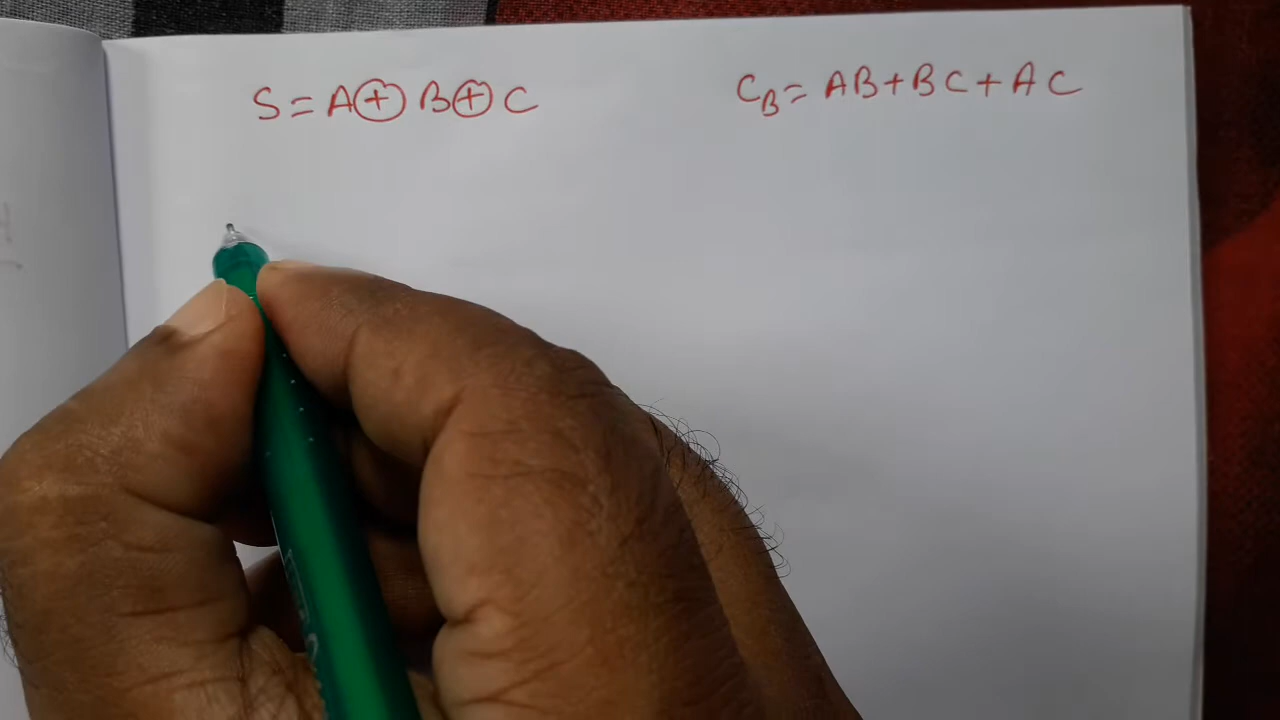 S = A ⊕ B ⊕ C
C_B = AB + BC + AC